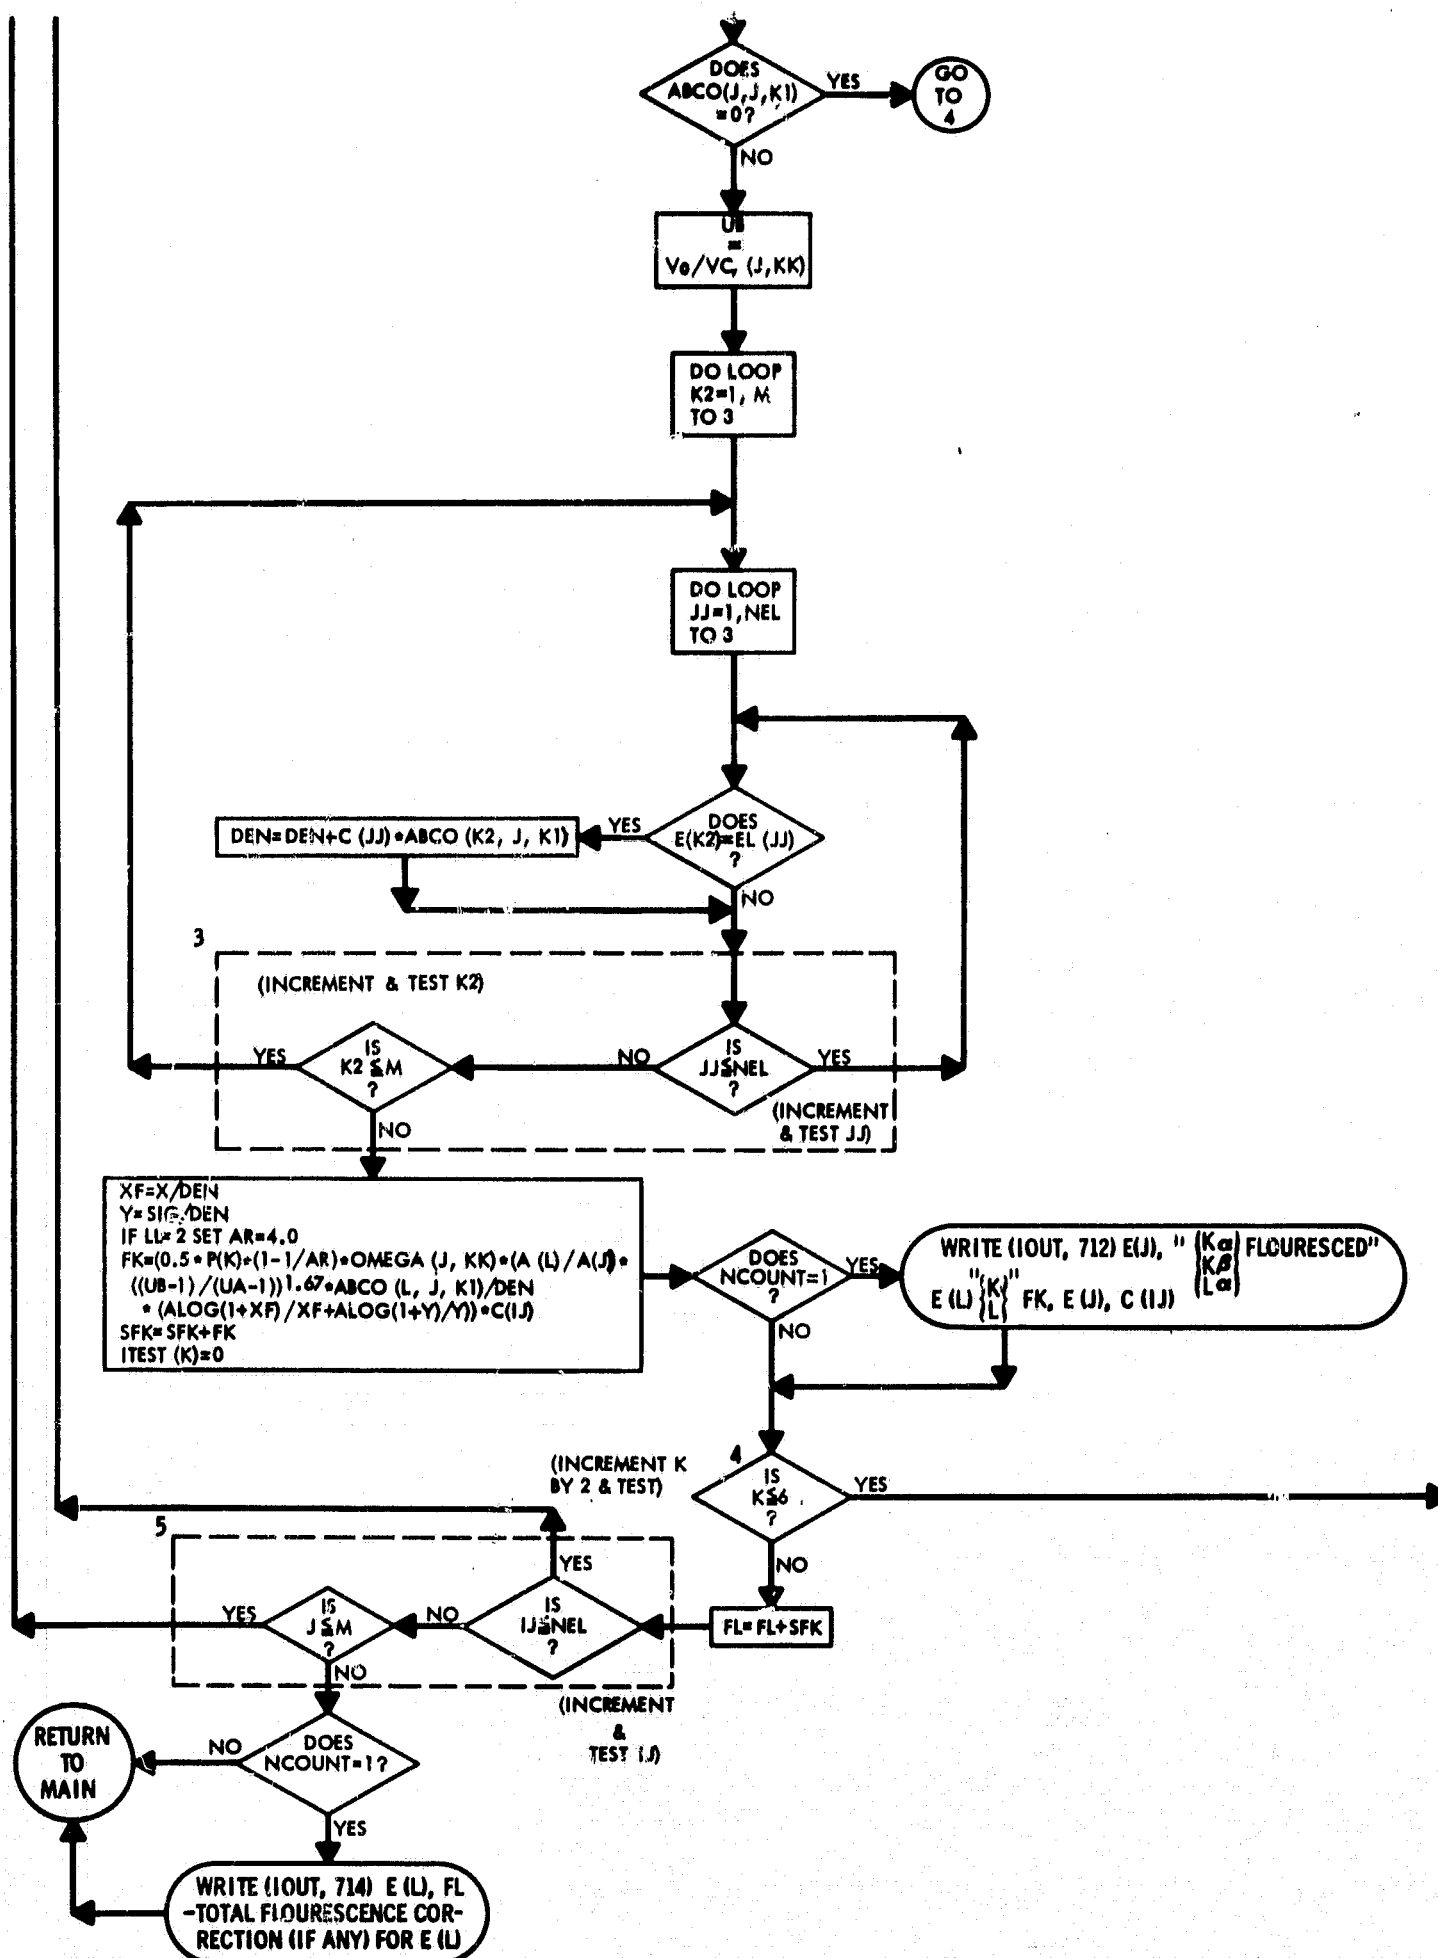 DOES
ABCO(J,J,K1)
=0?
YES
GO
TO
4
NO
UB
=
Vo/VC, (J,KK)
DO LOOP
K2=1, M
TO 3
DO LOOP
JJ=1,NEL
TO 3
DOES
E(K2)=EL (JJ)
?
YES
DEN=DEN+C (JJ)*ABCO (K2, J, K1)
NO
3
(INCREMENT & TEST K2)
IS
K2 ≦M
?
YES
NO
IS
JJ≦NEL
?
YES
NO
(INCREMENT
& TEST JJ)
XF=X/DEN
Y=SIG/DEN
IF LL=2 SET AR=4.0
FK=(0.5*P(K)*(1-1/AR)*OMEGA (J, KK)*(A (L)/A(J))*
((UB-1)/(UA-1))1.67*ABCO (L, J, K1)/DEN
* (ALOG(1+XF)/XF+ALOG(1+Y)/Y))*C(IJ)
SFK=SFK+FK
ITEST (K)=0
DOES
NCOUNT=1
?
YES
NO
WRITE (IOUT, 712) E(J), " {Kα} FLOURESCED"
{Kβ}
{Lα}
E (L) "{K}" FK, E (J), C (IJ)
{L}
(INCREMENT K
BY 2 & TEST)
4
IS
K≦6
?
YES
NO
FL=FL+SFK
5
YES
IS
IJ≦NEL
?
NO
IS
J≦M
?
YES
NO
(INCREMENT
&
TEST IJ)
DOES
NCOUNT=1?
NO
YES
RETURN
TO
MAIN
WRITE (IOUT, 714) E (L), FL
-TOTAL FLOURESCENCE COR-
RECTION (IF ANY) FOR E (L)